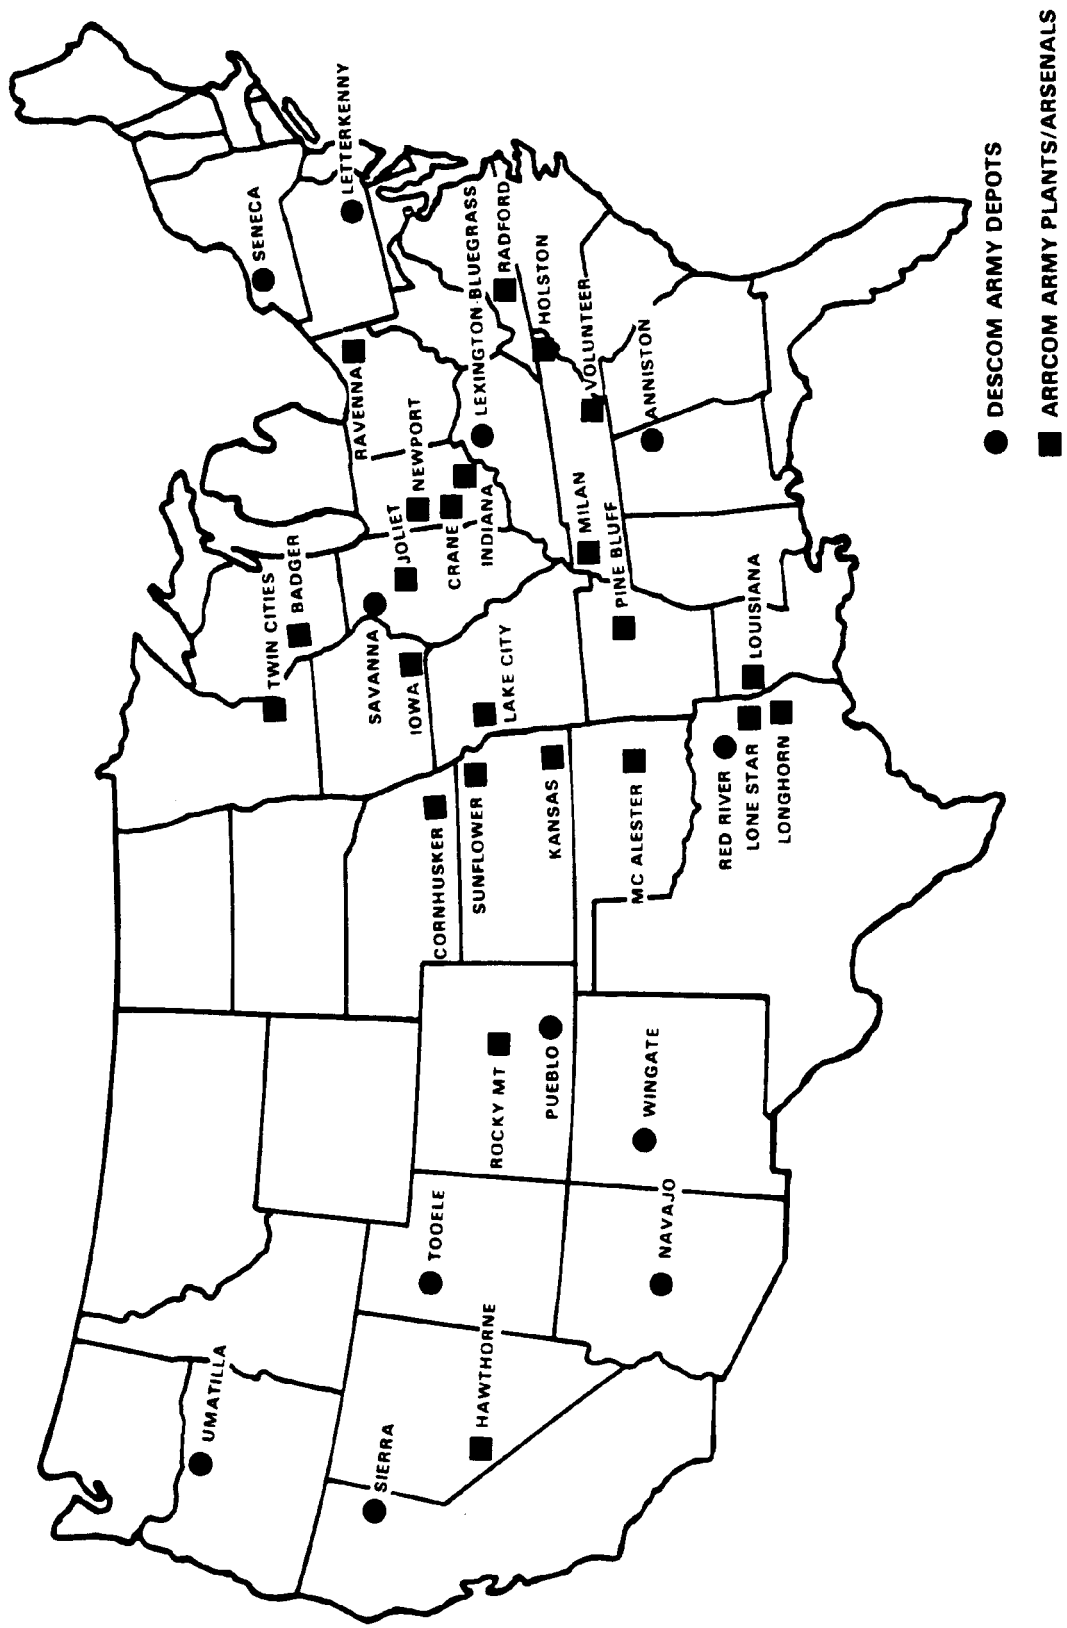 UMATILLA
SIERRA
HAWTHORNE
TOOELE
NAVAJO
WINGATE
ROCKY MT
PUEBLO
CORNHUSKER
SUNFLOWER
KANSAS
MC ALESTER
RED RIVER
LONE STAR
LONGHORN
TWIN CITIES
BADGER
SAVANNA
IOWA
LAKE CITY
JOLIET
NEWPORT
CRANE
INDIANA
PINE BLUFF
MILAN
LOUISIANA
RAVENNA
SENECA
LETTERKENNY
LEXINGTON-BLUEGRASS
RADFORD
HOLSTON
VOLUNTEER
ANNISTON
DESCOM ARMY DEPOTS
ARRCOM ARMY PLANTS/ARSENALS